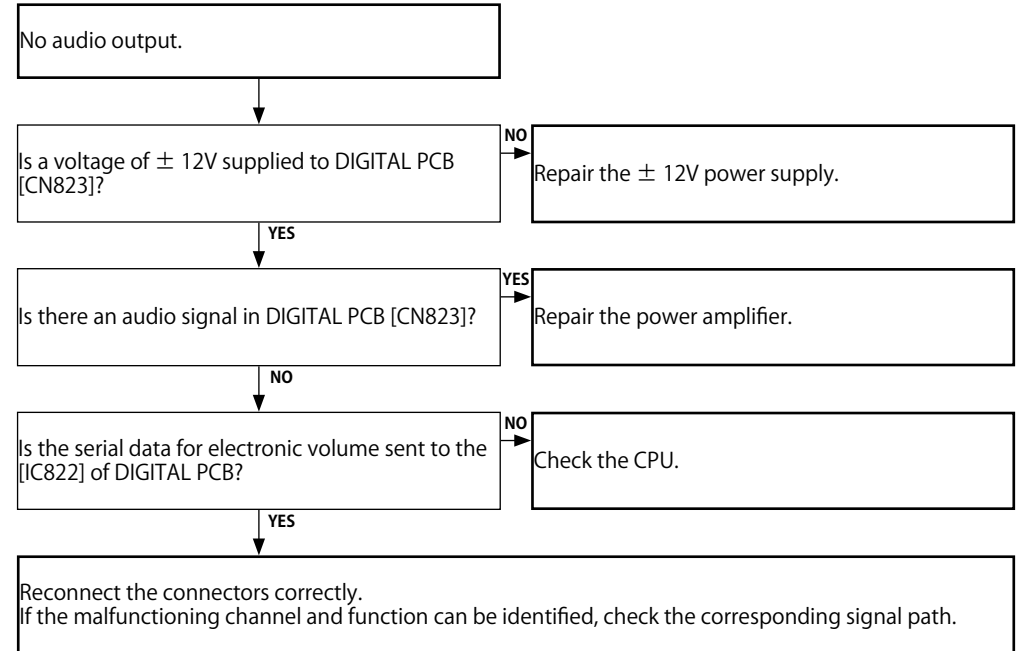 No audio output.
Is a voltage of ± 12V supplied to DIGITAL PCB
[CN823]?
NO
Repair the ± 12V power supply.
YES
Is there an audio signal in DIGITAL PCB [CN823]?
YES
Repair the power amplifier.
NO
Is the serial data for electronic volume sent to the
[IC822] of DIGITAL PCB?
NO
Check the CPU.
YES
Reconnect the connectors correctly.
If the malfunctioning channel and function can be identified, check the corresponding signal path.